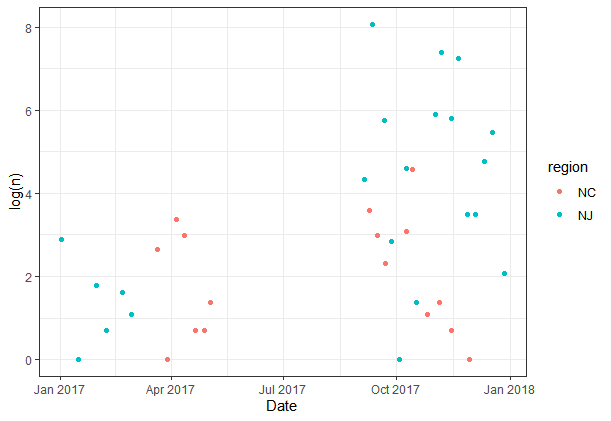 8
6
4
2
0
log(n)
Jan 2017
Apr 2017
Jul 2017
Oct 2017
Jan 2018
Date
region
NC
NJ